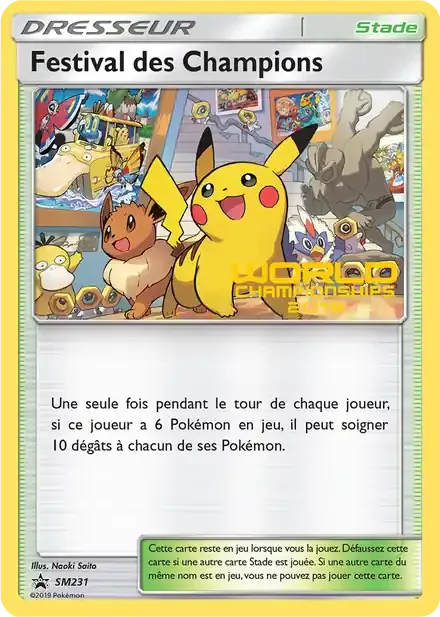 DRESSEUR
Stade
Festival des Champions
WORLD
CHAMPIONSHIPS
2019
Une seule fois pendant le tour de chaque joueur,
si ce joueur a 6 Pokémon en jeu, il peut soigner
10 dégâts à chacun de ses Pokémon.
Cette carte reste en jeu lorsque vous la jouez. Défaussez cette
carte si une autre carte Stade est jouée. Si une autre carte du
même nom est en jeu, vous ne pouvez pas jouer cette carte.
Illus. Naoki Saito
SM231
©2019 Pokémon